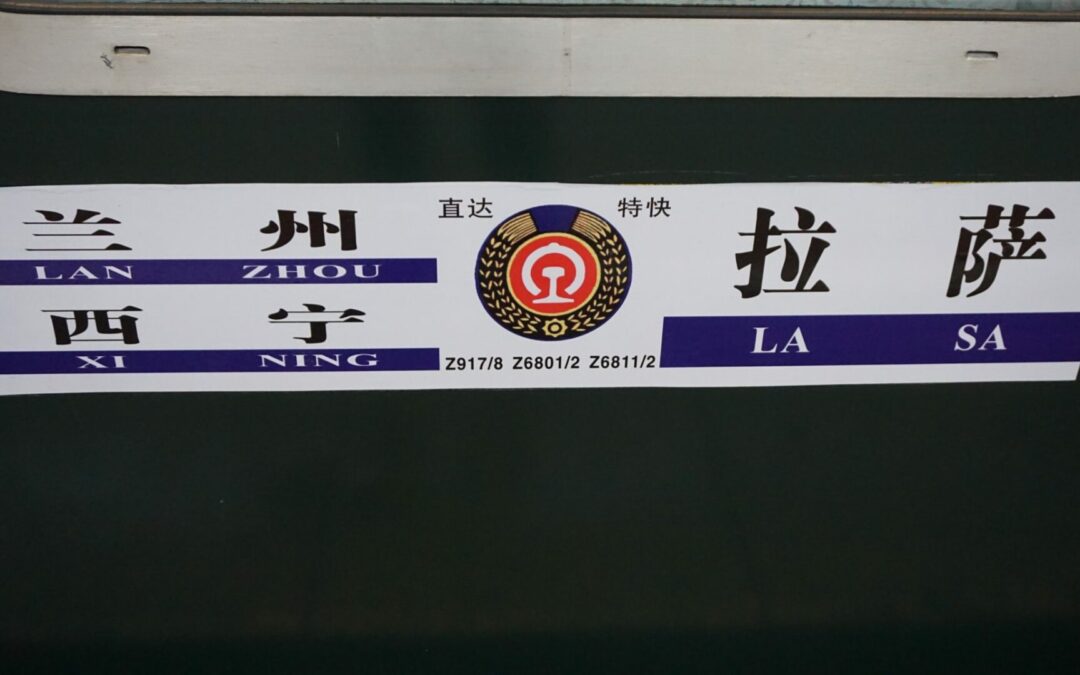 兰州
LAN ZHOU
西宁
XI NING
直达 特快
Z917/8 Z6801/2 Z6811/2
拉萨
LA SA